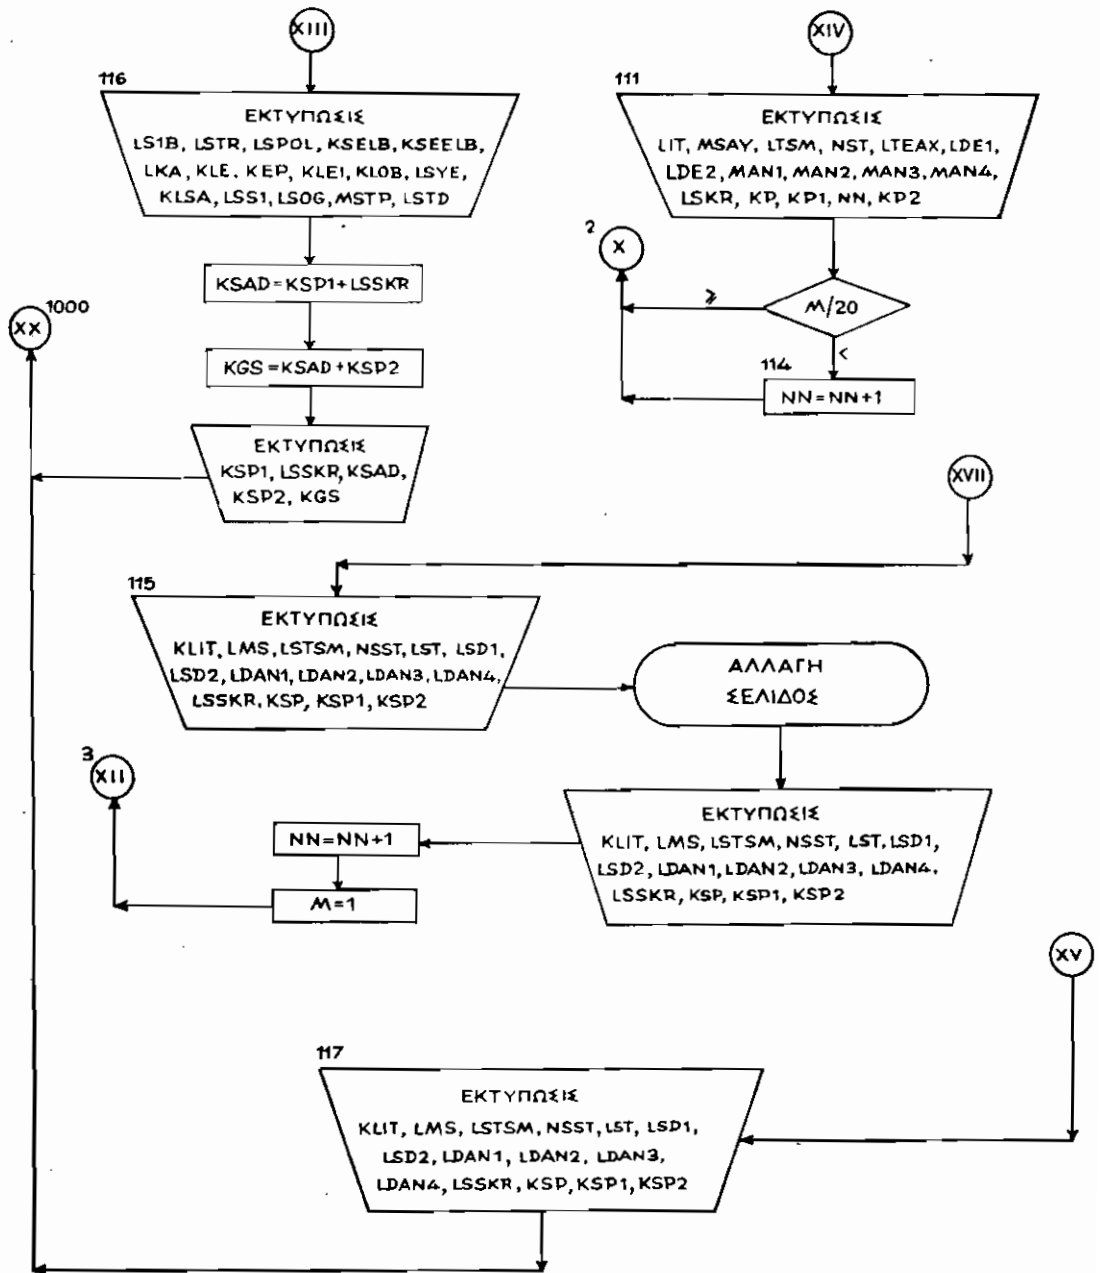 XIII
116
ΕΚΤΥΠΩΣΙΣ
LS1B, LSTR, LSPOL, KSELB, KSEELB,
LKA, KLE, KEP, KLE1, KLOB, LSYE,
KLSA, LSS1, LSOG, MSTP, LSTD
KSAD=KSP1+LSSKR
KGS=KSAD+KSP2
ΕΚΤΥΠΩΣΙΣ
KSP1, LSSKR, KSAD,
KSP2, KGS
XX
1000
XIV
111
ΕΚΤΥΠΩΣΙΣ
LIT, MSAY, LTSM, NST, LTEAX, LDE1,
LDE2, MAN1, MAN2, MAN3, MAN4,
LSKR, KP, KP1, NN, KP2
2
X
≥
M/20
<
114
NN=NN+1
XVII
115
ΕΚΤΥΠΩΣΙΣ
KLIT, LMS, LSTSM, NSST, LST, LSD1,
LSD2, LDAN1, LDAN2, LDAN3, LDAN4,
LSSKR, KSP, KSP1, KSP2
ΑΛΛΑΓΗ
ΣΕΛΙΔΟΣ
ΕΚΤΥΠΩΣΙΣ
KLIT, LMS, LSTSM, NSST, LST, LSD1,
LSD2, LDAN1, LDAN2, LDAN3, LDAN4,
LSSKR, KSP, KSP1, KSP2
NN=NN+1
M=1
3
XII
XV
117
ΕΚΤΥΠΩΣΙΣ
KLIT, LMS, LSTSM, NSST, LST, LSD1,
LSD2, LDAN1, LDAN2, LDAN3,
LDAN4, LSSKR, KSP, KSP1, KSP2